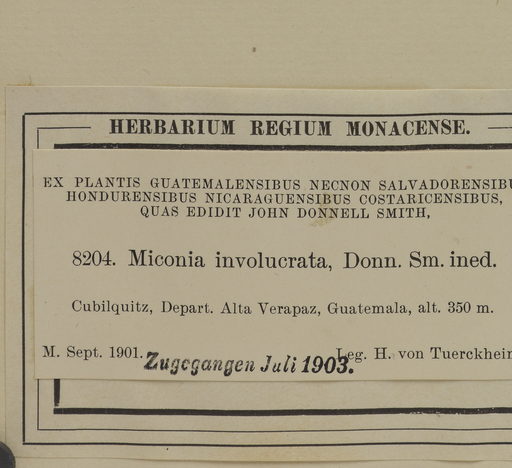 HERBARIUM REGIUM MONACENSE.
EX PLANTIS GUATEMALENSIBUS NECNON SALVADORENSIBU
HONDURENSIBUS NICARAGUENSIBUS COSTARICENSIBUS,
QUAS EDIDIT JOHN DONNELL SMITH,
8204. Miconia involucrata, Donn. Sm. ined.
Cubilquitz, Depart. Alta Verapaz, Guatemala, alt. 350 m.
M. Sept. 1901. Leg. H. von Tuerckhein
Zugegangen Juli 1903.